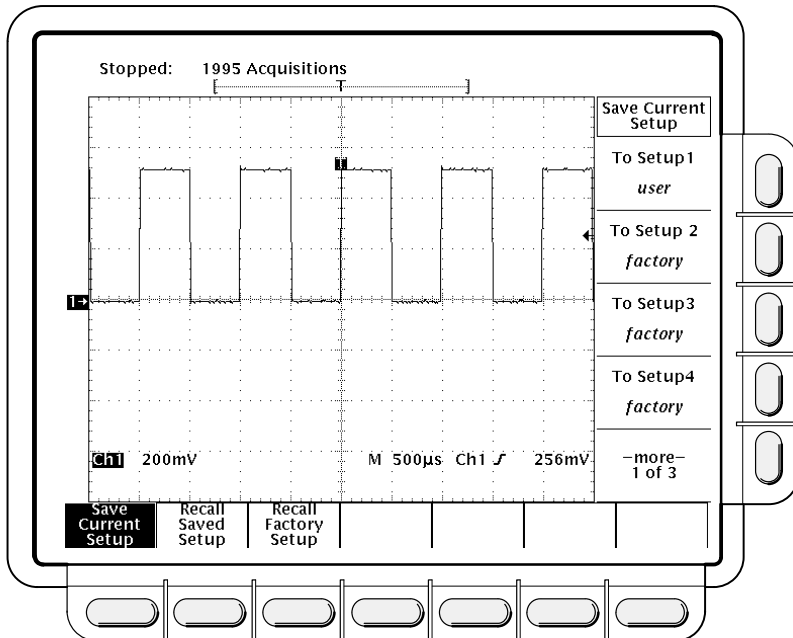 Stopped: 1995 Acquisitions
T
Save Current
Setup
To Setup1
user
T
To Setup 2
factory
1→
To Setup3
factory
To Setup4
factory
Ch1 200mV M 500µs Ch1 256mV
–more–
1 of 3
Save
Current
Setup
Recall
Saved
Setup
Recall
Factory
Setup